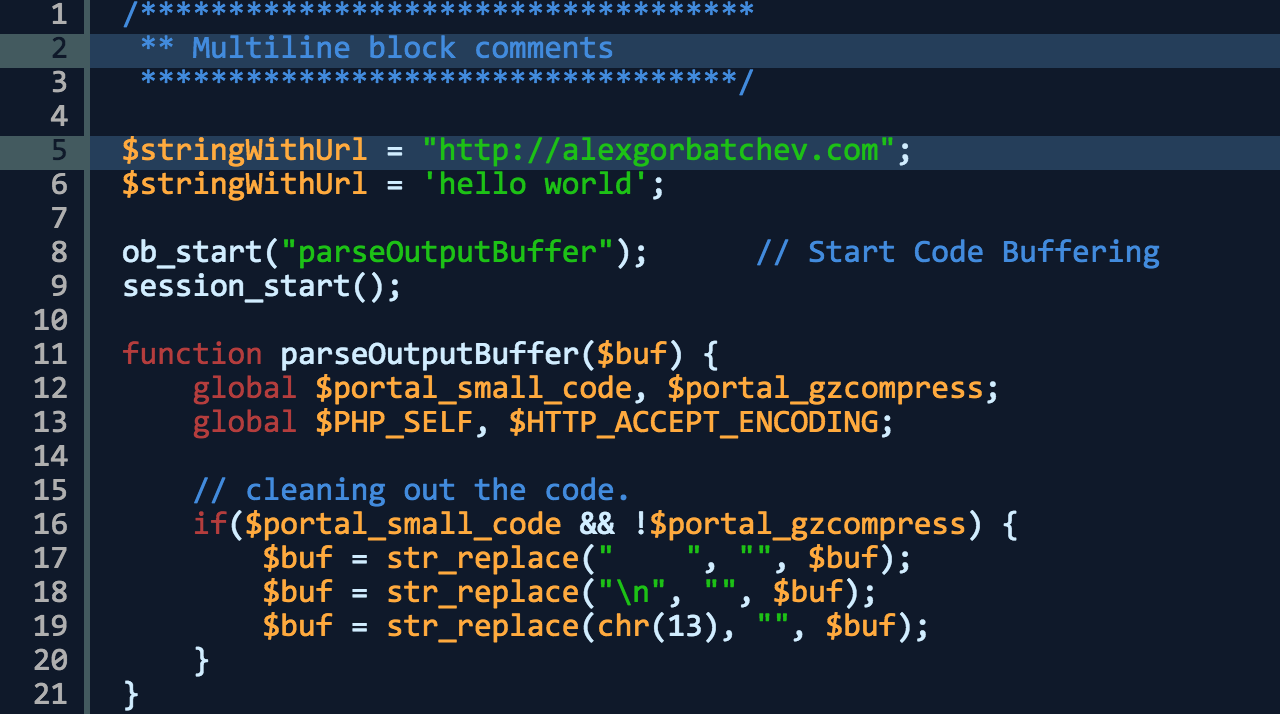 1 /***********************************
2  ** Multiline block comments
3  **********************************/
4
5 $stringWithUrl = "http://alexgorbatchev.com";
6 $stringWithUrl = 'hello world';
7
8 ob_start("parseOutputBuffer");      // Start Code Buffering
9 session_start();
10
11 function parseOutputBuffer($buf) {
12     global $portal_small_code, $portal_gzcompress;
13     global $PHP_SELF, $HTTP_ACCEPT_ENCODING;
14
15     // cleaning out the code.
16     if($portal_small_code && !$portal_gzcompress) {
17         $buf = str_replace("    ", "", $buf);
18         $buf = str_replace("\n", "", $buf);
19         $buf = str_replace(chr(13), "", $buf);
20     }
21 }